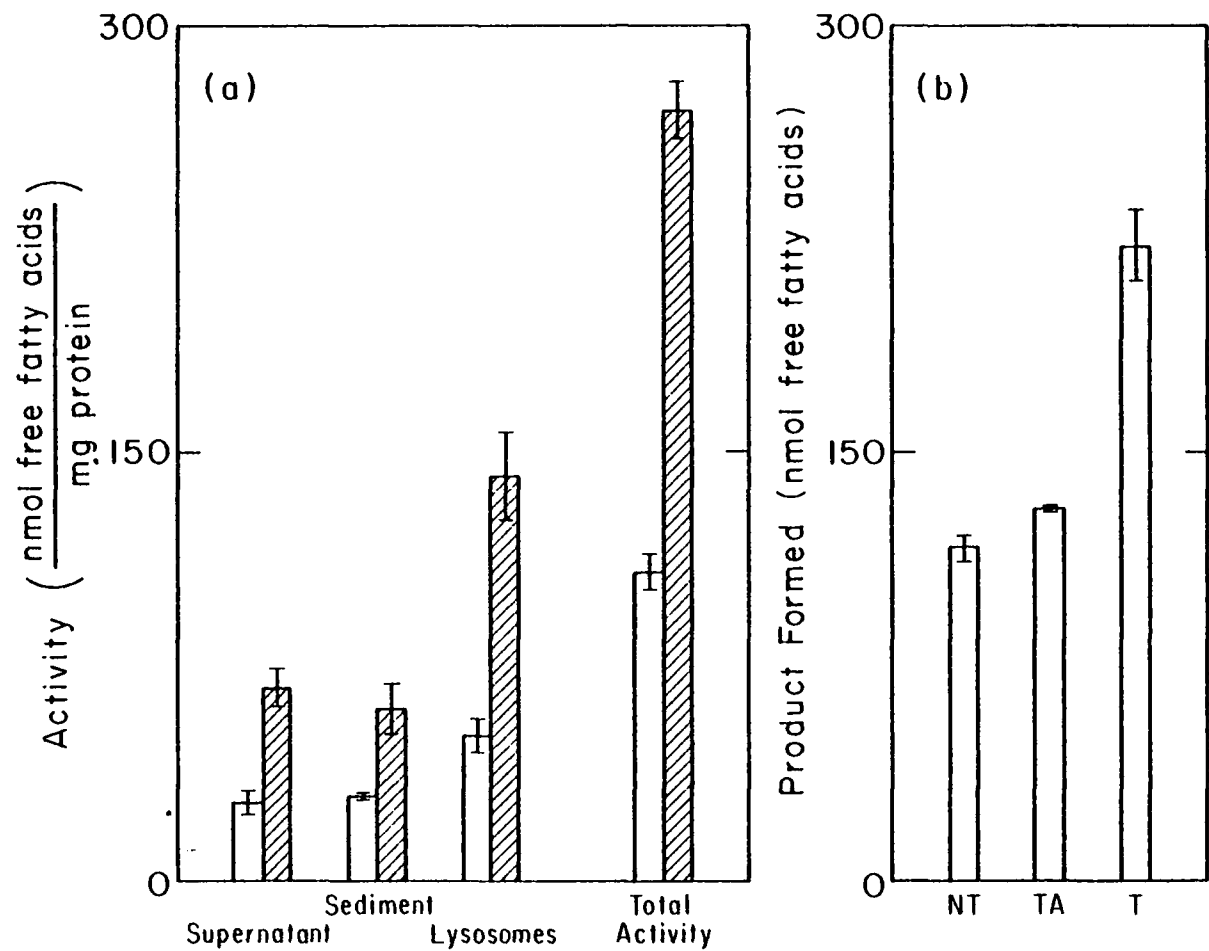 300
(a)
150
0
Activity (nmol free fatty acids
mg protein)
Supernatant
Sediment
Lysosomes
Total
Activity
300
(b)
150
0
Product Formed (nmol free fatty acids)
NT
TA
T